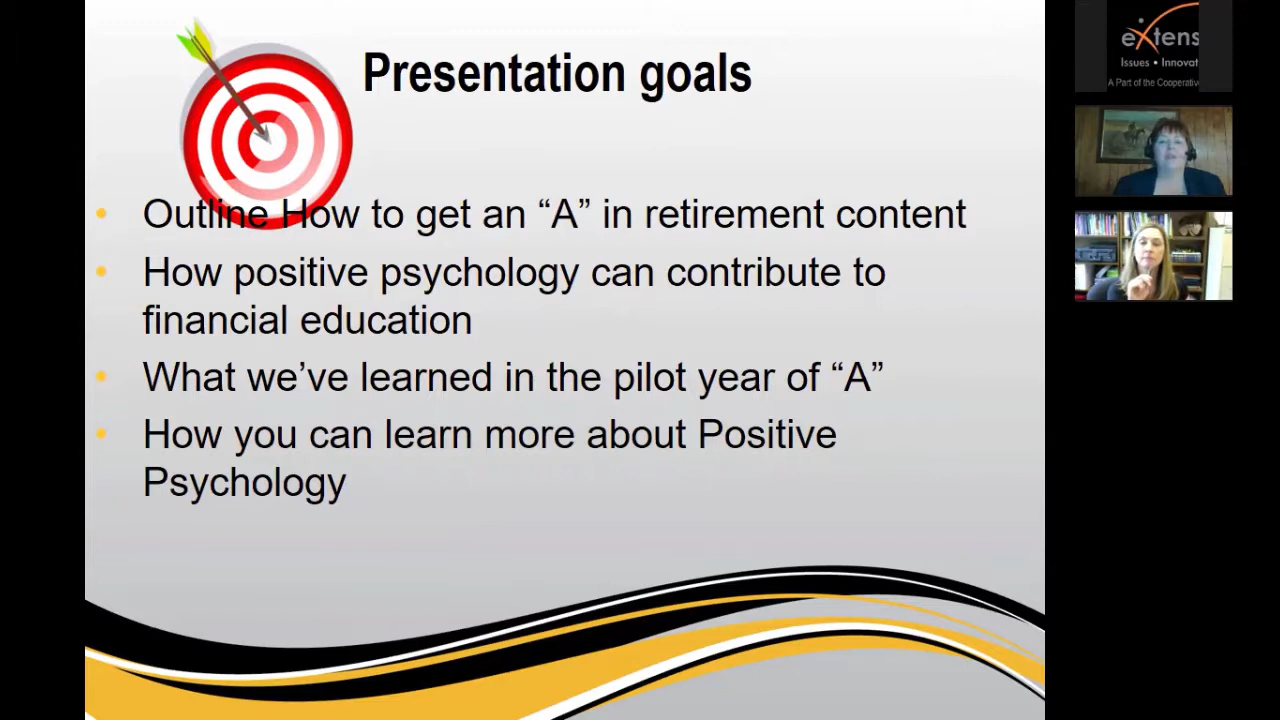 Presentation goals
• Outline How to get an “A” in retirement content
• How positive psychology can contribute to
financial education
• What we’ve learned in the pilot year of “A”
• How you can learn more about Positive
Psychology
eXtens
Issues • Innovat
A Part of the Cooperative